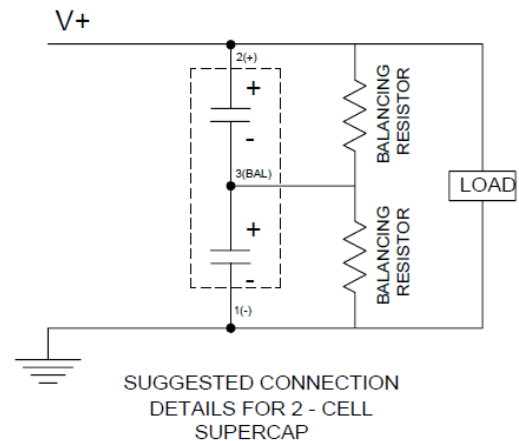 V+
2(+)
+
-
BALANCING
RESISTOR
3(BAL)
LOAD
+
-
BALANCING
RESISTOR
1(-)
SUGGESTED CONNECTION
DETAILS FOR 2 - CELL
SUPERCAP